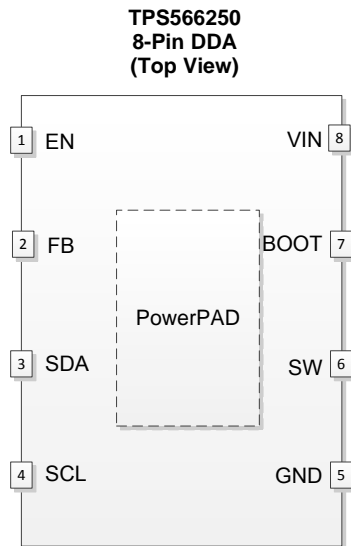 TPS566250
8-Pin DDA
(Top View)
1 EN
VIN 8
2 FB
BOOT 7
PowerPAD
3 SDA
SW 6
4 SCL
GND 5